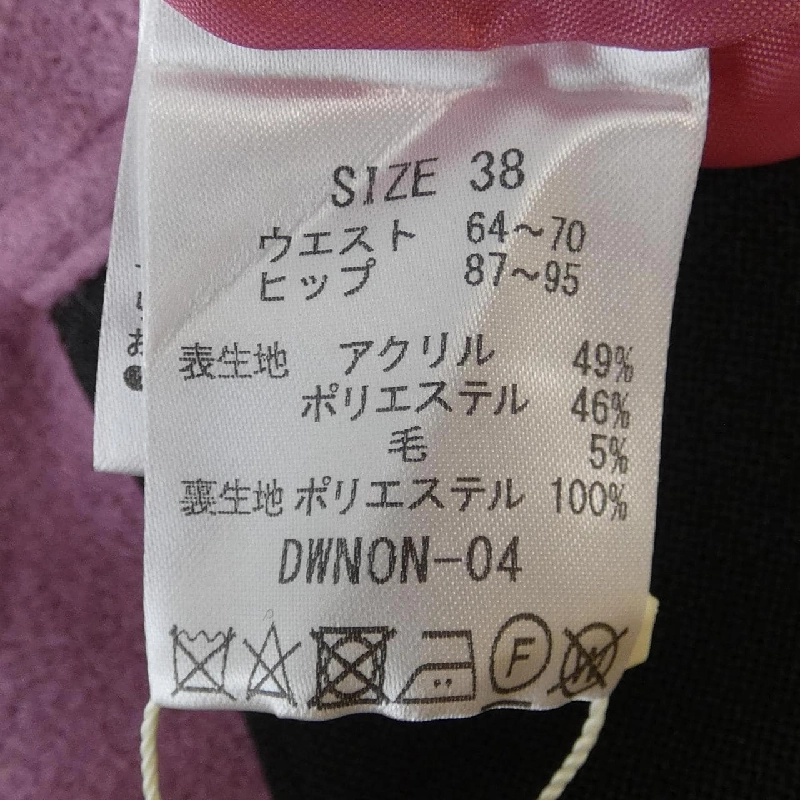 SIZE 38
ウエスト 64～70
ヒップ 87～95
表生地 アクリル 49%
ポリエステル 46%
毛 5%
裏生地 ポリエステル 100%
DWNON-04
F
W
お